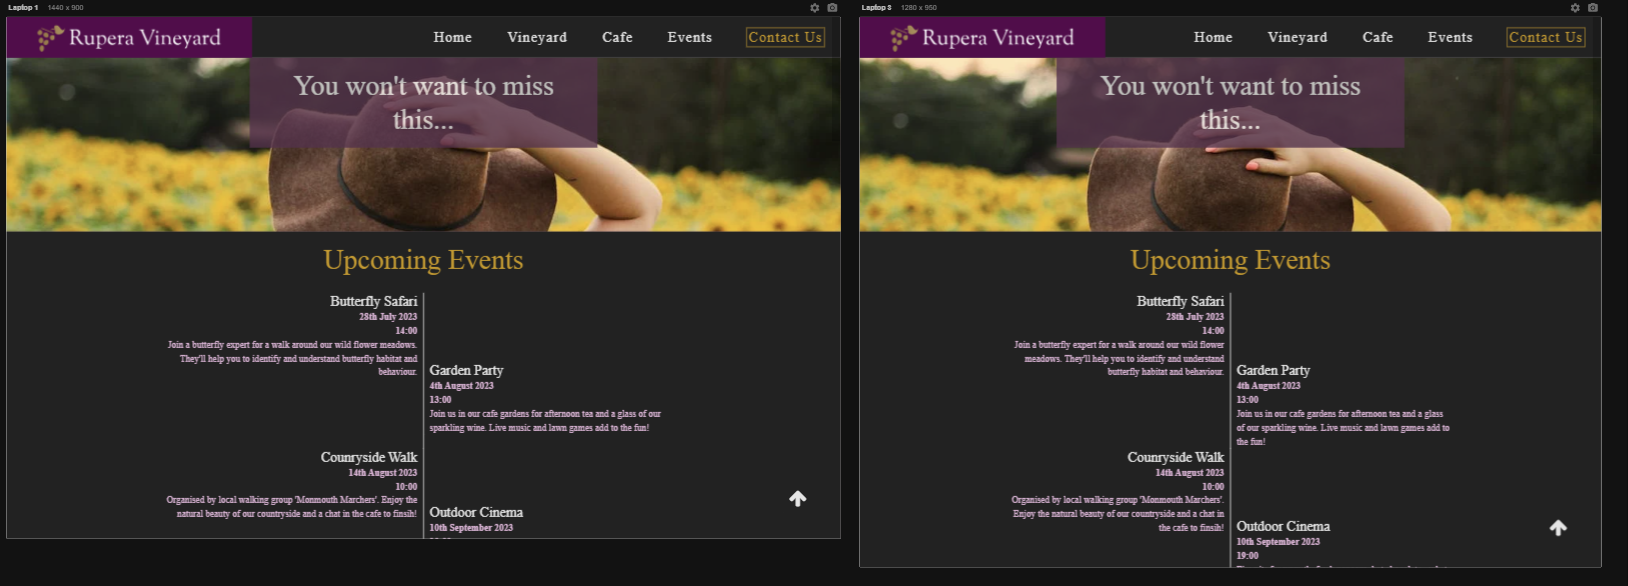 Laptop 1 1440 x 900
Rupera Vineyard Home Vineyard Cafe Events Contact Us
You won't want to miss
this...
Upcoming Events
Butterfly Safari
28th July 2023
14:00
Join a butterfly expert for a walk around our wild flower meadows.
They'll help you to identify and understand butterfly habitat and
behaviour.
Garden Party
4th August 2023
13:00
Join us in our cafe gardens for afternoon tea and a glass of our
sparkling wine. Live music and lawn games add to the fun!
Counryside Walk
14th August 2023
10:00
Organised by local walking group 'Monmouth Marchers'. Enjoy the
natural beauty of our countryside and a chat in the cafe to finsih!
Outdoor Cinema
10th September 2023
Laptop 3 1280 x 950
Rupera Vineyard Home Vineyard Cafe Events Contact Us
You won't want to miss
this...
Upcoming Events
Butterfly Safari
28th July 2023
14:00
Join a butterfly expert for a walk around our wild flower
meadows. They'll help you to identify and understand
butterfly habitat and behaviour.
Garden Party
4th August 2023
13:00
Join us in our cafe gardens for afternoon tea and a glass
of our sparkling wine. Live music and lawn games add to
the fun!
Counryside Walk
14th August 2023
10:00
Organised by local walking group 'Monmouth Marchers'.
Enjoy the natural beauty of our countryside and a chat in
the cafe to finsih!
Outdoor Cinema
10th September 2023
19:00